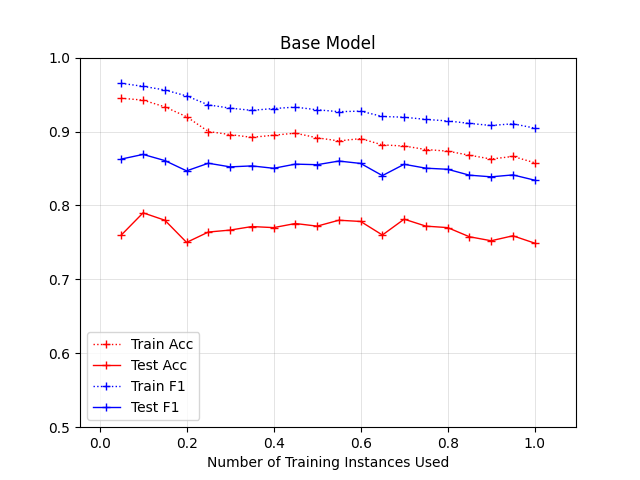 Base Model
1.0
0.9
0.8
0.7
0.6
0.5
Train Acc
Test Acc
Train F1
Test F1
0.0 0.2 0.4 0.6 0.8 1.0
Number of Training Instances Used